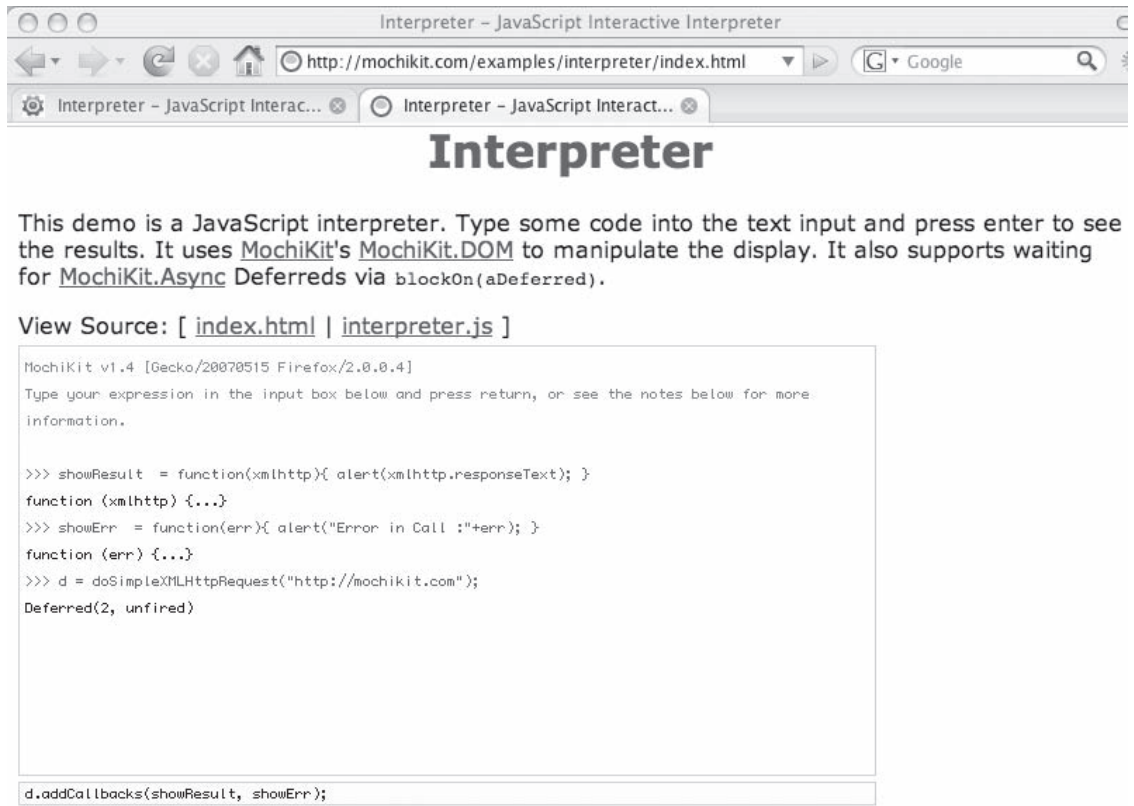 Interpreter – JavaScript Interactive Interpreter
http://mochikit.com/examples/interpreter/index.html G Google
Interpreter – JavaScript Interac... Interpreter – JavaScript Interact...
Interpreter
This demo is a JavaScript interpreter. Type some code into the text input and press enter to see
the results. It uses MochiKit's MochiKit.DOM to manipulate the display. It also supports waiting
for MochiKit.Async Deferreds via blockOn(aDeferred).
View Source: [ index.html | interpreter.js ]
MochiKit v1.4 [Gecko/20070515 Firefox/2.0.0.4]
Type your expression in the input box below and press return, or see the notes below for more
information.
>>> showResult  = function(xmlhttp){ alert(xmlhttp.responseText); }
function (xmlhttp) {...}
>>> showErr  = function(err){ alert("Error in Call :"+err); }
function (err) {...}
>>> d = doSimpleXMLHttpRequest("http://mochikit.com");
Deferred(2, unfired)
d.addCallbacks(showResult, showErr);